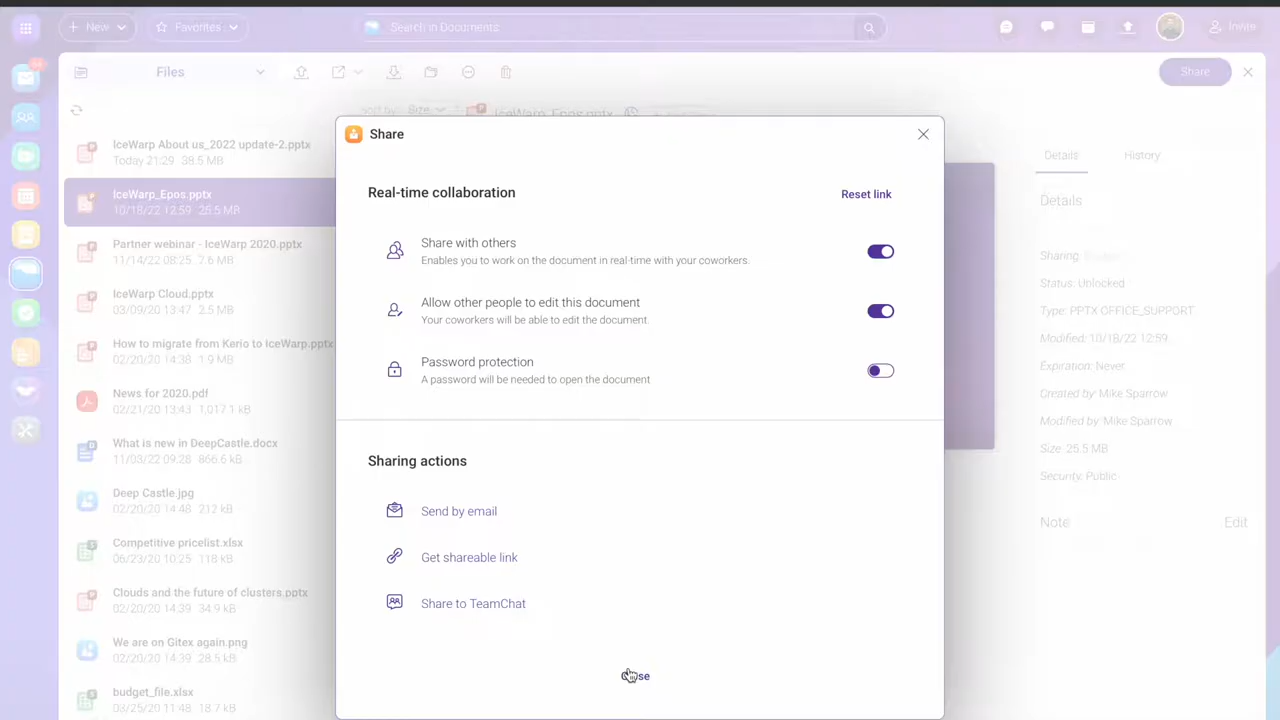 New
Favorites
Search in Documents
Invite
Files
Share
sort by: Size
IceWarp_Epos.pptx
IceWarp About us_2022 update-2.pptx
Today 21:29 38.5 MB
IceWarp_Epos.pptx
10/18/22 12:59 25.5 MB
Partner webinar - IceWarp 2020.pptx
11/14/22 08:25 7.6 MB
IceWarp Cloud.pptx
03/09/20 13:47 2.5 MB
How to migrate from Kerio to IceWarp.pptx
02/20/20 14:38 1.9 MB
News for 2020.pdf
02/21/20 13:43 1,017.1 kB
What is new in DeepCastle.docx
11/03/22 09:28 866.6 kB
Deep Castle.jpg
02/20/20 14:48 212 kB
Competitive pricelist.xlsx
06/23/20 10:25 118 kB
Clouds and the future of clusters.pptx
02/20/20 14:39 34.9 kB
We are on Gitex again.png
02/20/20 14:39 28.5 kB
budget_file.xlsx
03/25/20 15:48 18.7 kB
Share
Real-time collaboration
Reset link
Share with others
Enables you to work on the document in real-time with your coworkers.
Allow other people to edit this document
Your coworkers will be able to edit the document.
Password protection
A password will be needed to open the document
Sharing actions
Send by email
Get shareable link
Share to TeamChat
Details
History
Details
Sharing:
Status: Unlocked
Type: PPTX OFFICE_SUPPORT
Modified: 10/18/22 12:59
Expiration: Never
Created by: Mike Sparrow
Modified by: Mike Sparrow
Size: 25.5 MB
Security: Public
Note
Edit